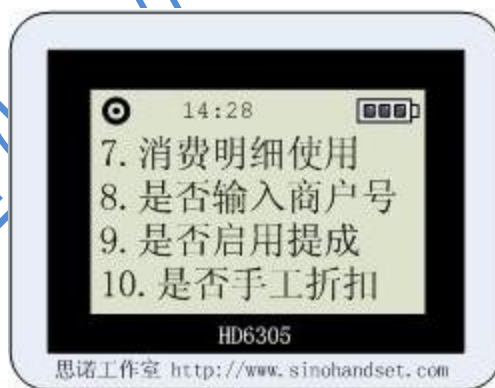 14:28
7. 消费明细使用
8. 是否输入商户号
9. 是否启用提成
10. 是否手工折扣
HD6305
思诺工作室 http://www.sinohandset.com